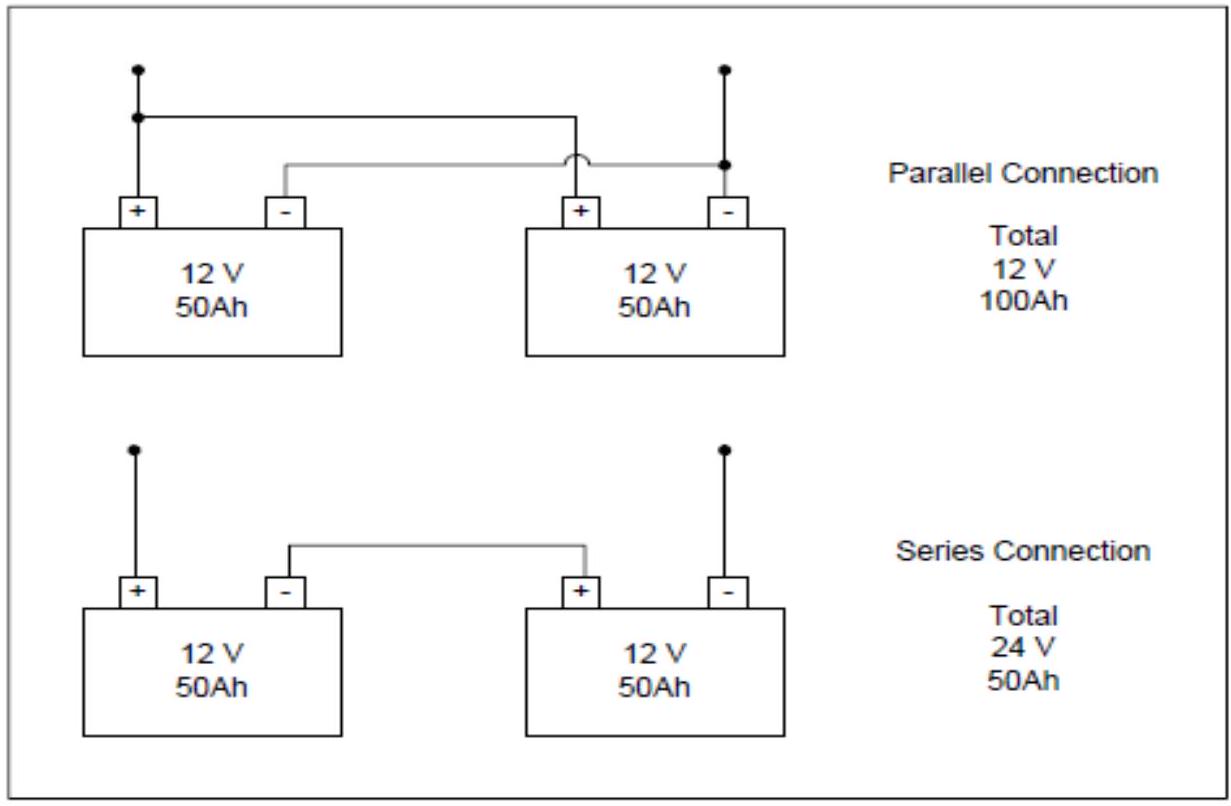 +
-
+
-
12 V
50Ah
12 V
50Ah
Parallel Connection
Total
12 V
100Ah
+
-
+
-
12 V
50Ah
12 V
50Ah
Series Connection
Total
24 V
50Ah